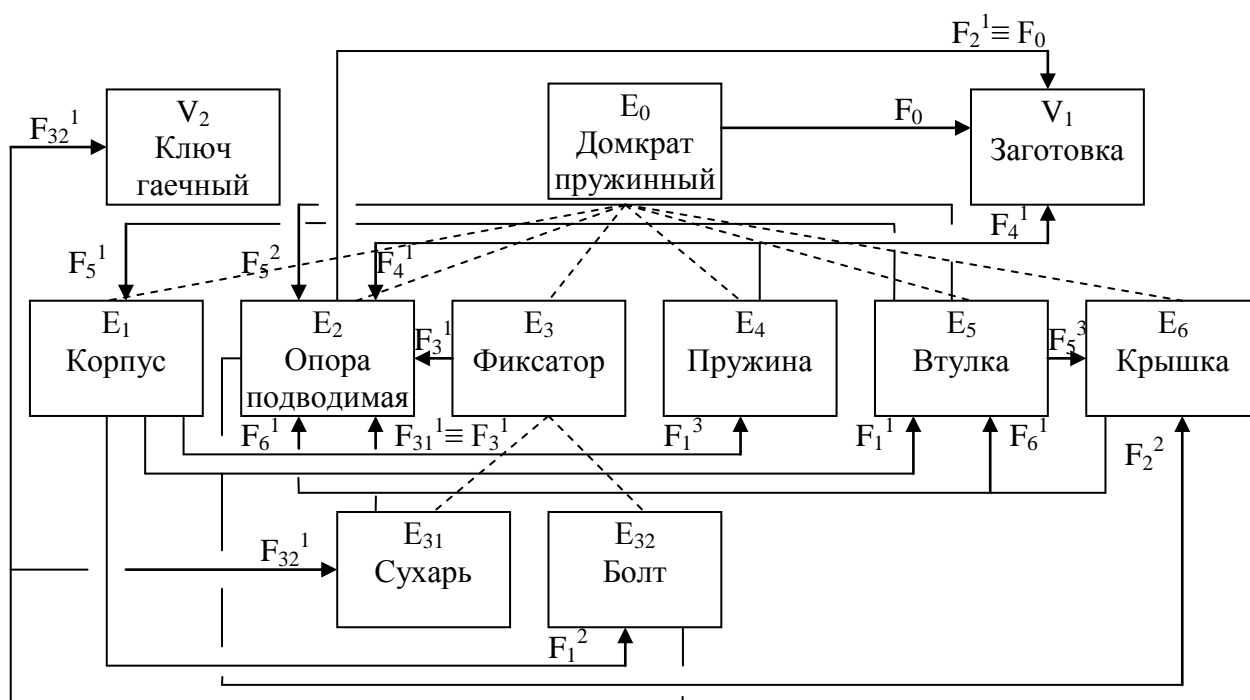 F₂¹≡ F₀
V₂
Ключ
гаечный
F₃₂¹
E₀
Домкрат
пружинный
F₀
V₁
Заготовка
F₅¹
F₅²
F₄¹
F₄¹
E₁
Корпус
E₂
Опора
подводимая
F₃¹
E₃
Фиксатор
E₄
Пружина
E₅
Втулка
F₅³
E₆
Крышка
F₆¹
F₃₁¹≡ F₃¹
F₁³
F₁¹
F₆¹
F₂²
F₃₂¹
E₃₁
Сухарь
E₃₂
Болт
F₁²